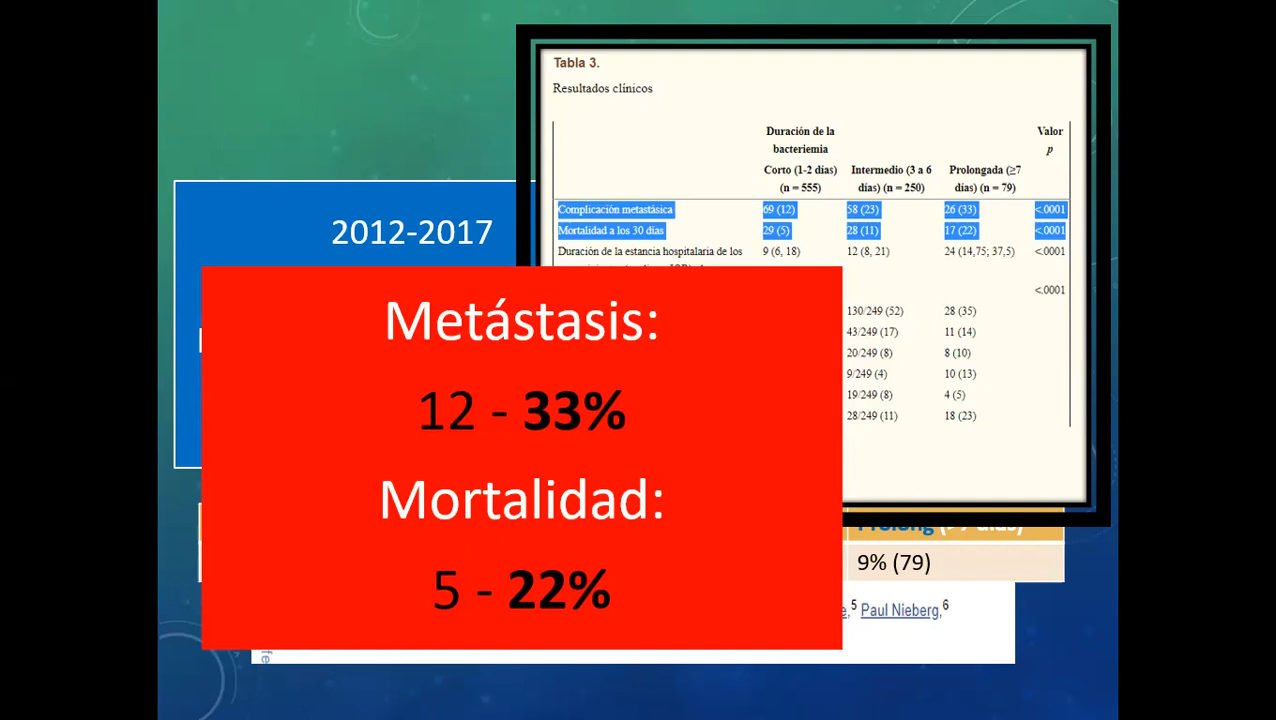 Tabla 3.
Resultados clínicos
Duración de la bacteriemia Valor p
Corto (1-2 días) (n = 555) Intermedio (3 a 6 días) (n = 250) Prolongada (≥7 días) (n = 79)
Complicación metastásica 69 (12) 58 (23) 26 (33) <.0001
Mortalidad a los 30 días 29 (5) 28 (11) 17 (22) <.0001
Duración de la estancia hospitalaria de los 9 (6, 18) 12 (8, 21) 24 (14,75; 37,5) <.0001
<.0001
130/249 (52) 28 (35)
43/249 (17) 11 (14)
20/249 (8) 8 (10)
9/249 (4) 10 (13)
19/249 (8) 4 (5)
28/249 (11) 18 (23)
2012-2017
Metástasis:
12 - 33%
Mortalidad:
5 - 22%
9% (79)
5 Paul Nieberg,6